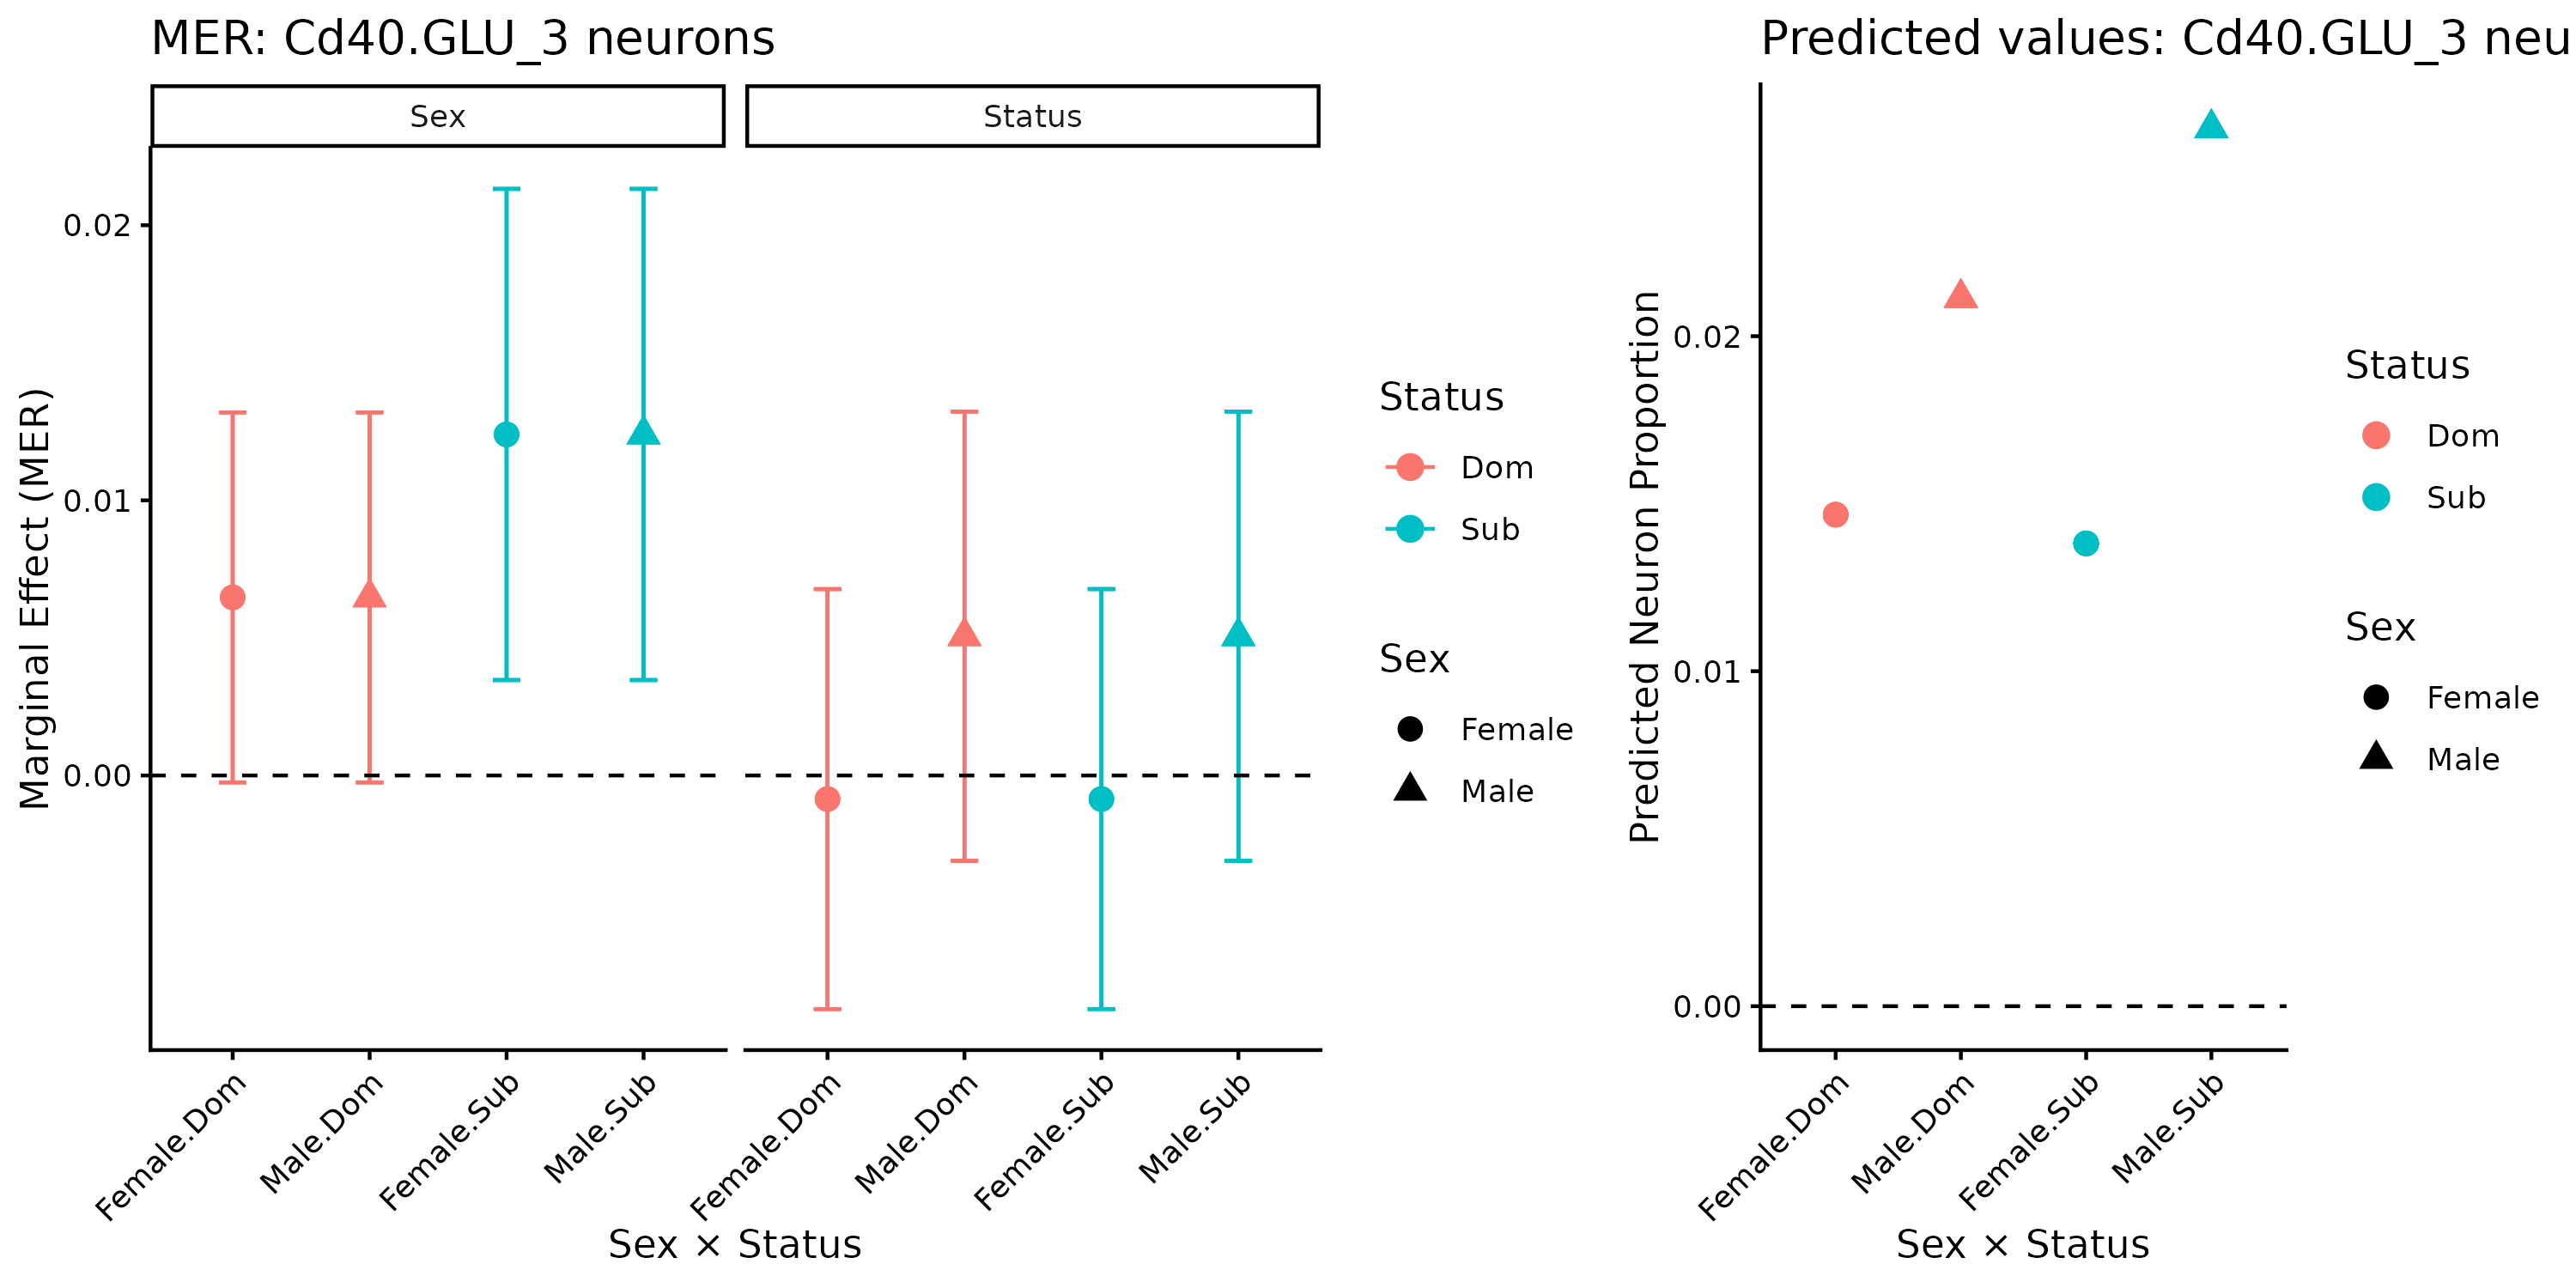 MER: Cd40.GLU_3 neurons
Sex
Status
Marginal Effect (MER)
0.02
0.01
0.00
Female.Dom
Male.Dom
Female.Sub
Male.Sub
Female.Dom
Male.Dom
Female.Sub
Male.Sub
Sex × Status
Status
Dom
Sub
Sex
Female
Male
Predicted values: Cd40.GLU_3 neu
Predicted Neuron Proportion
0.02
0.01
0.00
Female.Dom
Male.Dom
Female.Sub
Male.Sub
Sex × Status
Status
Dom
Sub
Sex
Female
Male